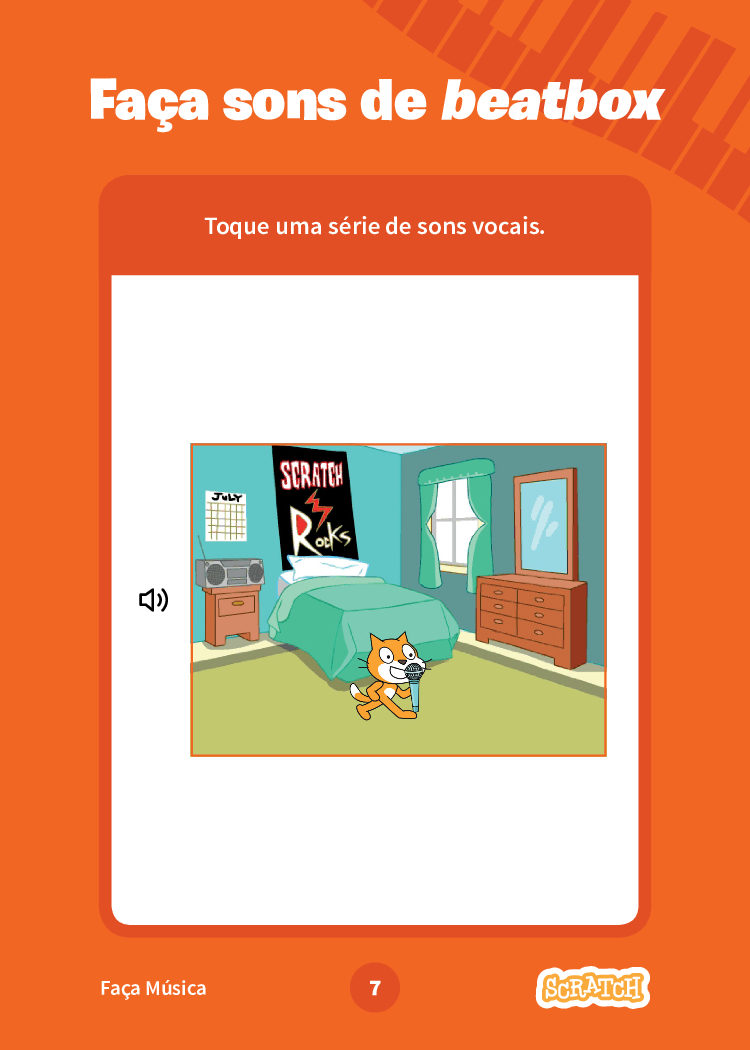 Faça sons de beatbox
Toque uma série de sons vocais.
JULY
SCRATCH
Rocks
Faça Música
7
SCRATCH